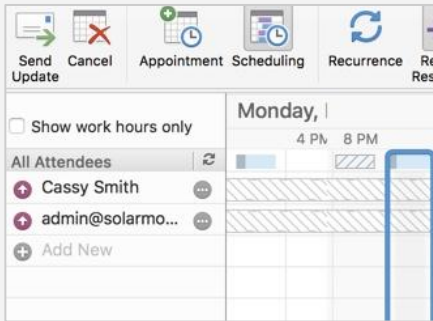 Send Update Cancel Appointment Scheduling Recurrence
Monday,
Show work hours only
4 PM 8 PM
All Attendees
Cassy Smith
admin@solarmo...
Add New